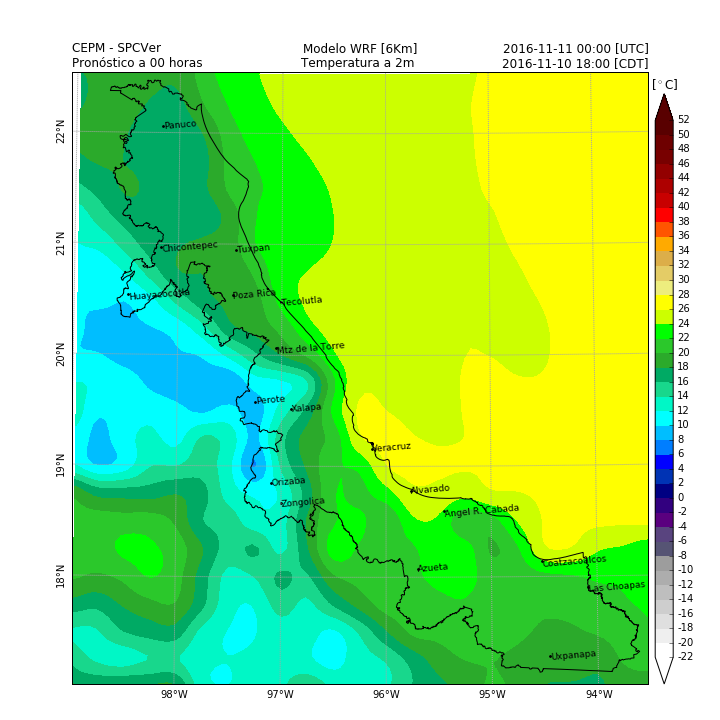 CEPM - SPCVer
Modelo WRF [6Km]
2016-11-11 00:00 [UTC]
Pronóstico a 00 horas
Temperatura a 2m
2016-11-10 18:00 [CDT]
[°C]
52
50
48
46
44
42
40
38
36
34
32
30
28
26
24
22
20
18
16
14
12
10
8
6
4
2
0
-2
-4
-6
-8
-10
-12
-14
-16
-18
-20
-22
22°N
21°N
20°N
19°N
18°N
Panuco
Chicontepec
Tuxpan
Huayacocotla
Poza Rica
Tecolutla
Mtz de la Torre
Perote
Xalapa
Veracruz
Orizaba
Alvarado
Zongolica
Angel R. Cabada
Azueta
Coatzacoalcos
Las Choapas
Uxpanapa
98°W
97°W
96°W
95°W
94°W